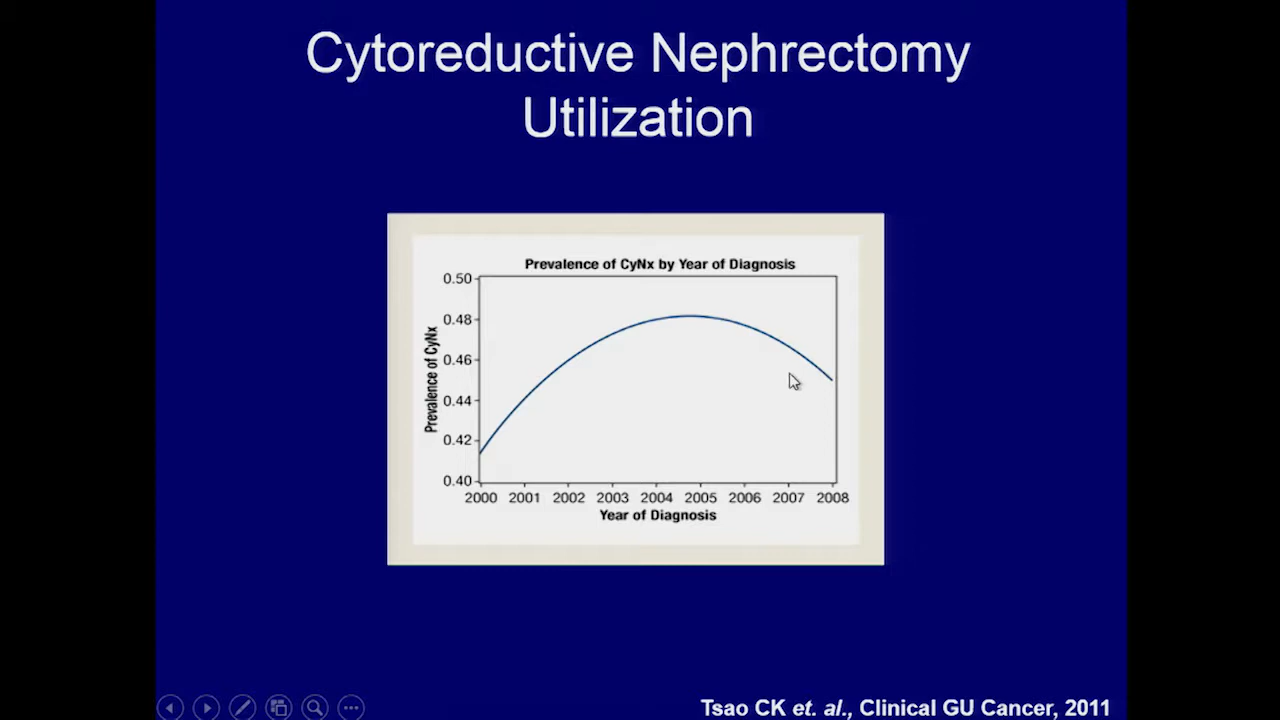 Cytoreductive Nephrectomy
Utilization
Prevalence of CyNx by Year of Diagnosis
Prevalence of CyNx
0.50
0.48
0.46
0.44
0.42
0.40
2000 2001 2002 2003 2004 2005 2006 2007 2008
Year of Diagnosis
Tsao CK et. al., Clinical GU Cancer, 2011